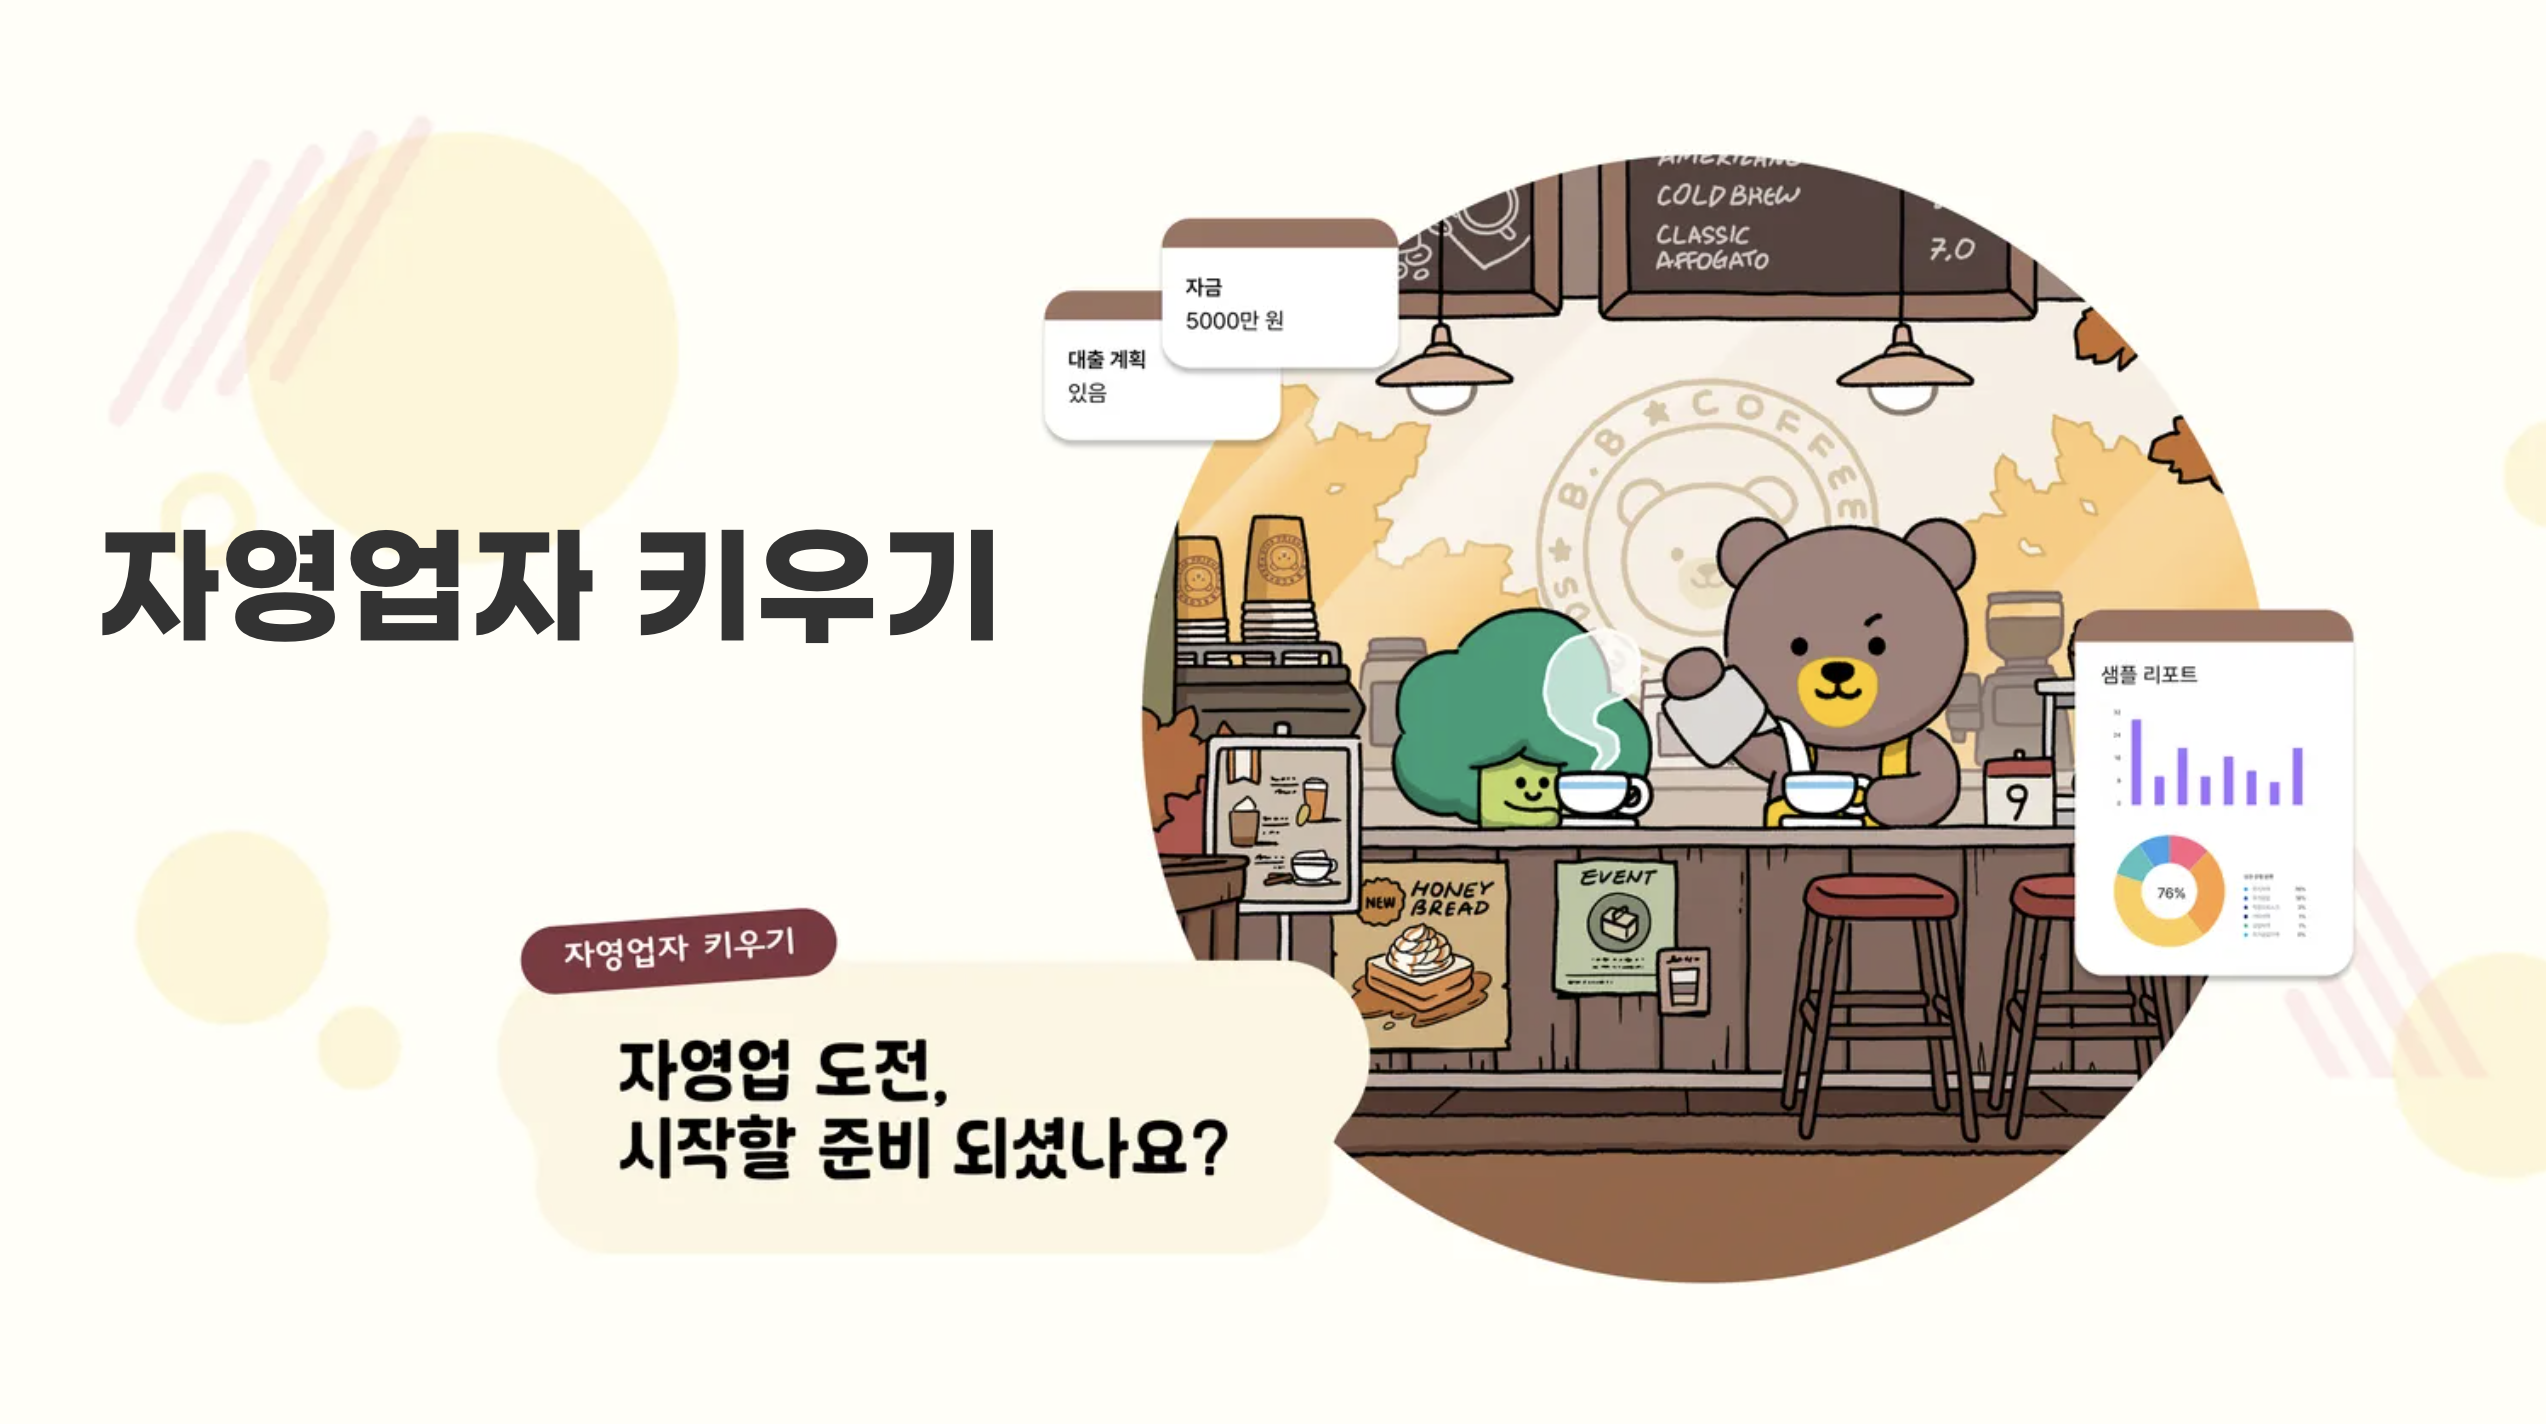 자영업자 키우기
자금
5000만 원
대출 계획
있음
COLD BREW
CLASSIC
AFFOGATO
7.0
B.B ★ COFFEE
9
샘플 리포트
76%
NEW
HONEY
BREAD
EVENT
자영업자 키우기
자영업 도전,
시작할 준비 되셨나요?